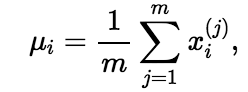 μ_i = \frac{1}{m} \sum_{j=1}^{m} x_i^{(j)},